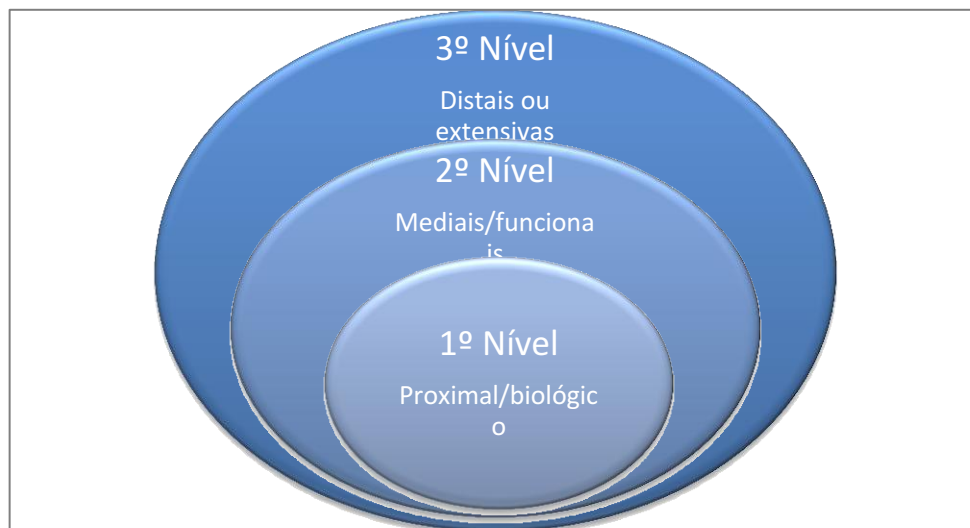 3º Nível
Distais ou
extensivas
2º Nível
Mediais/funciona
is
1º Nível
Proximal/biológic
o